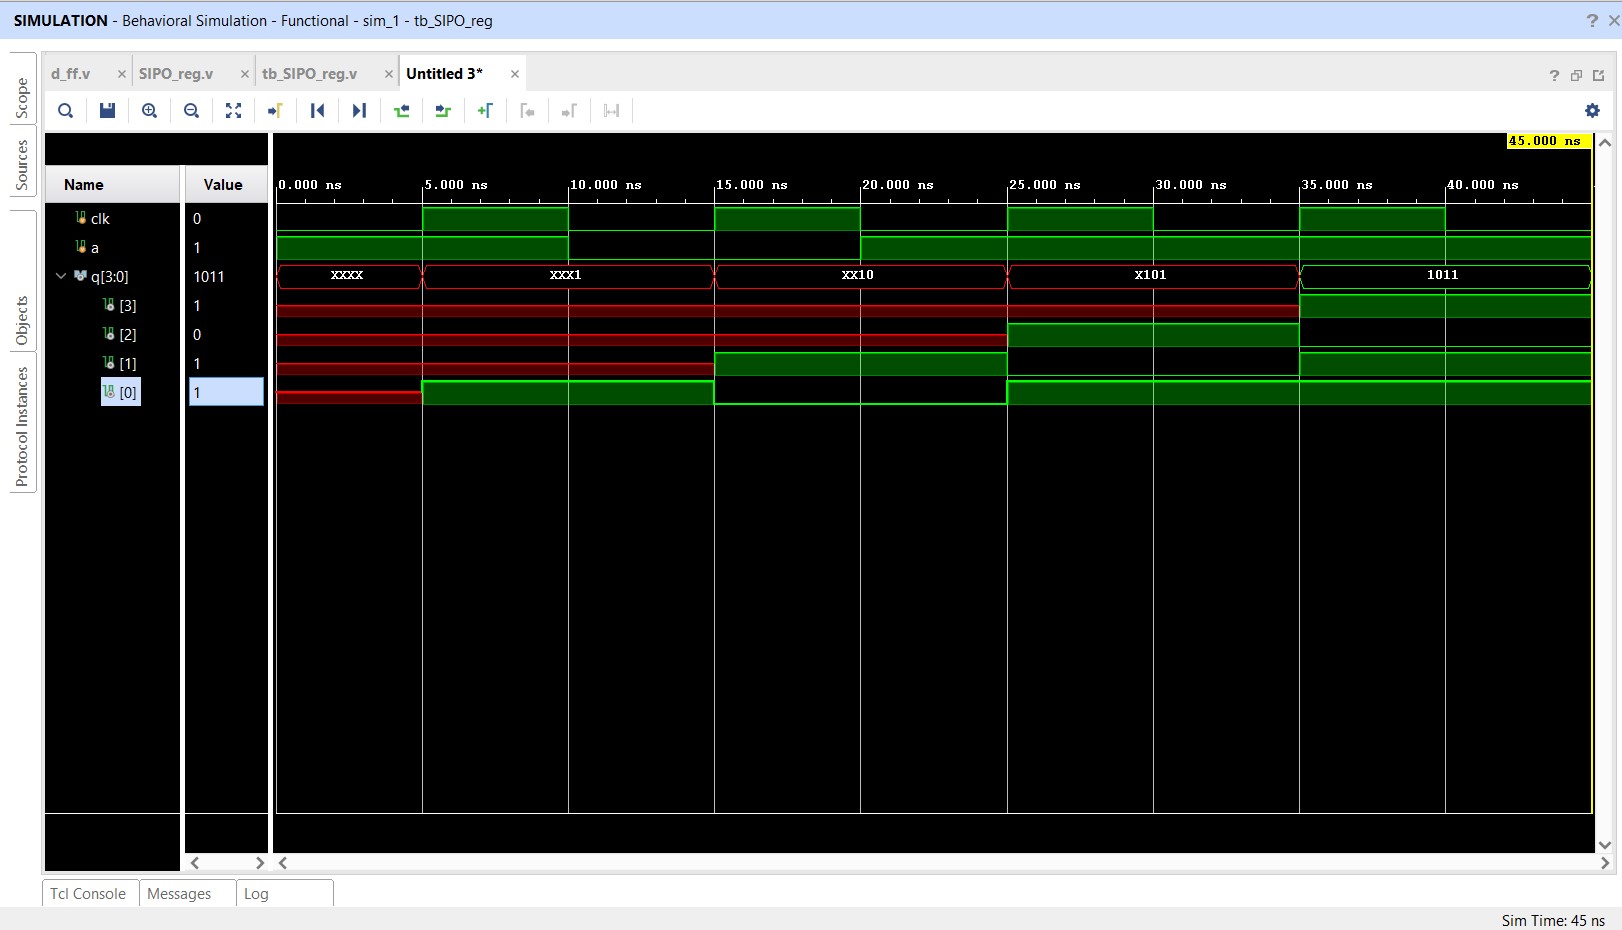 SIMULATION - Behavioral Simulation - Functional - sim_1 - tb_SIPO_reg
Scope
Sources
Objects
Protocol Instances
d_ff.v
SIPO_reg.v
tb_SIPO_reg.v
Untitled 3*
45.000 ns
Name Value
0.000 ns 5.000 ns 10.000 ns 15.000 ns 20.000 ns 25.000 ns 30.000 ns 35.000 ns 40.000 ns
clk 0
a 1
q[3:0] 1011 XXXX XXX1 XX10 X101 1011
[3] 1
[2] 0
[1] 1
[0] 1
Tcl Console Messages Log
Sim Time: 45 ns